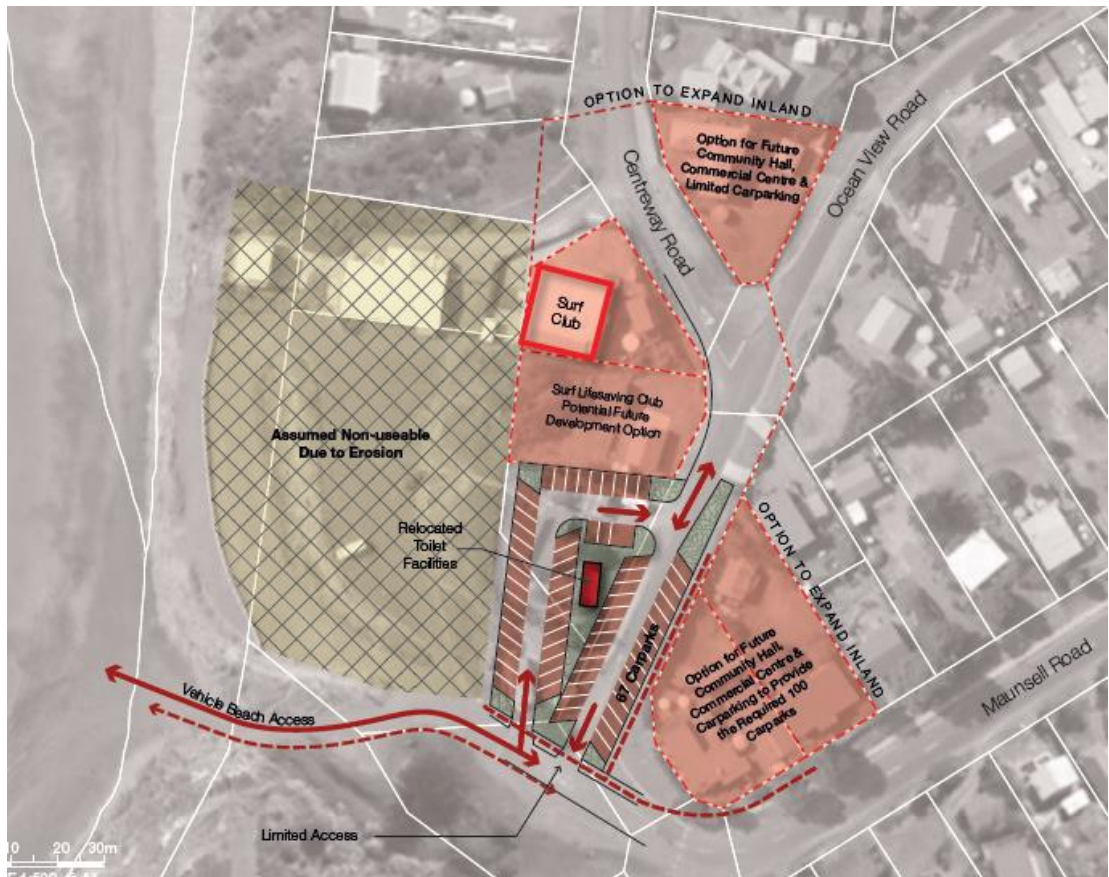 OPTION TO EXPAND INLAND
Option for Future
Community Hall,
Commercial Centre &
Limited Carparking
Ocean View Road
Centreway Road
Surf
Club
Surf Lifesaving Club
Potential Future
Development Option
Assumed Non-useable
Due to Erosion
Relocated
Toilet
Facilities
OPTION TO EXPAND INLAND
67 Carparks
Option for Future
Community Hall,
Commercial Centre &
Carparking to Provide
the Required 100
Carparks
Maunsell Road
Vehicle Beach Access
Limited Access
10 20 30m